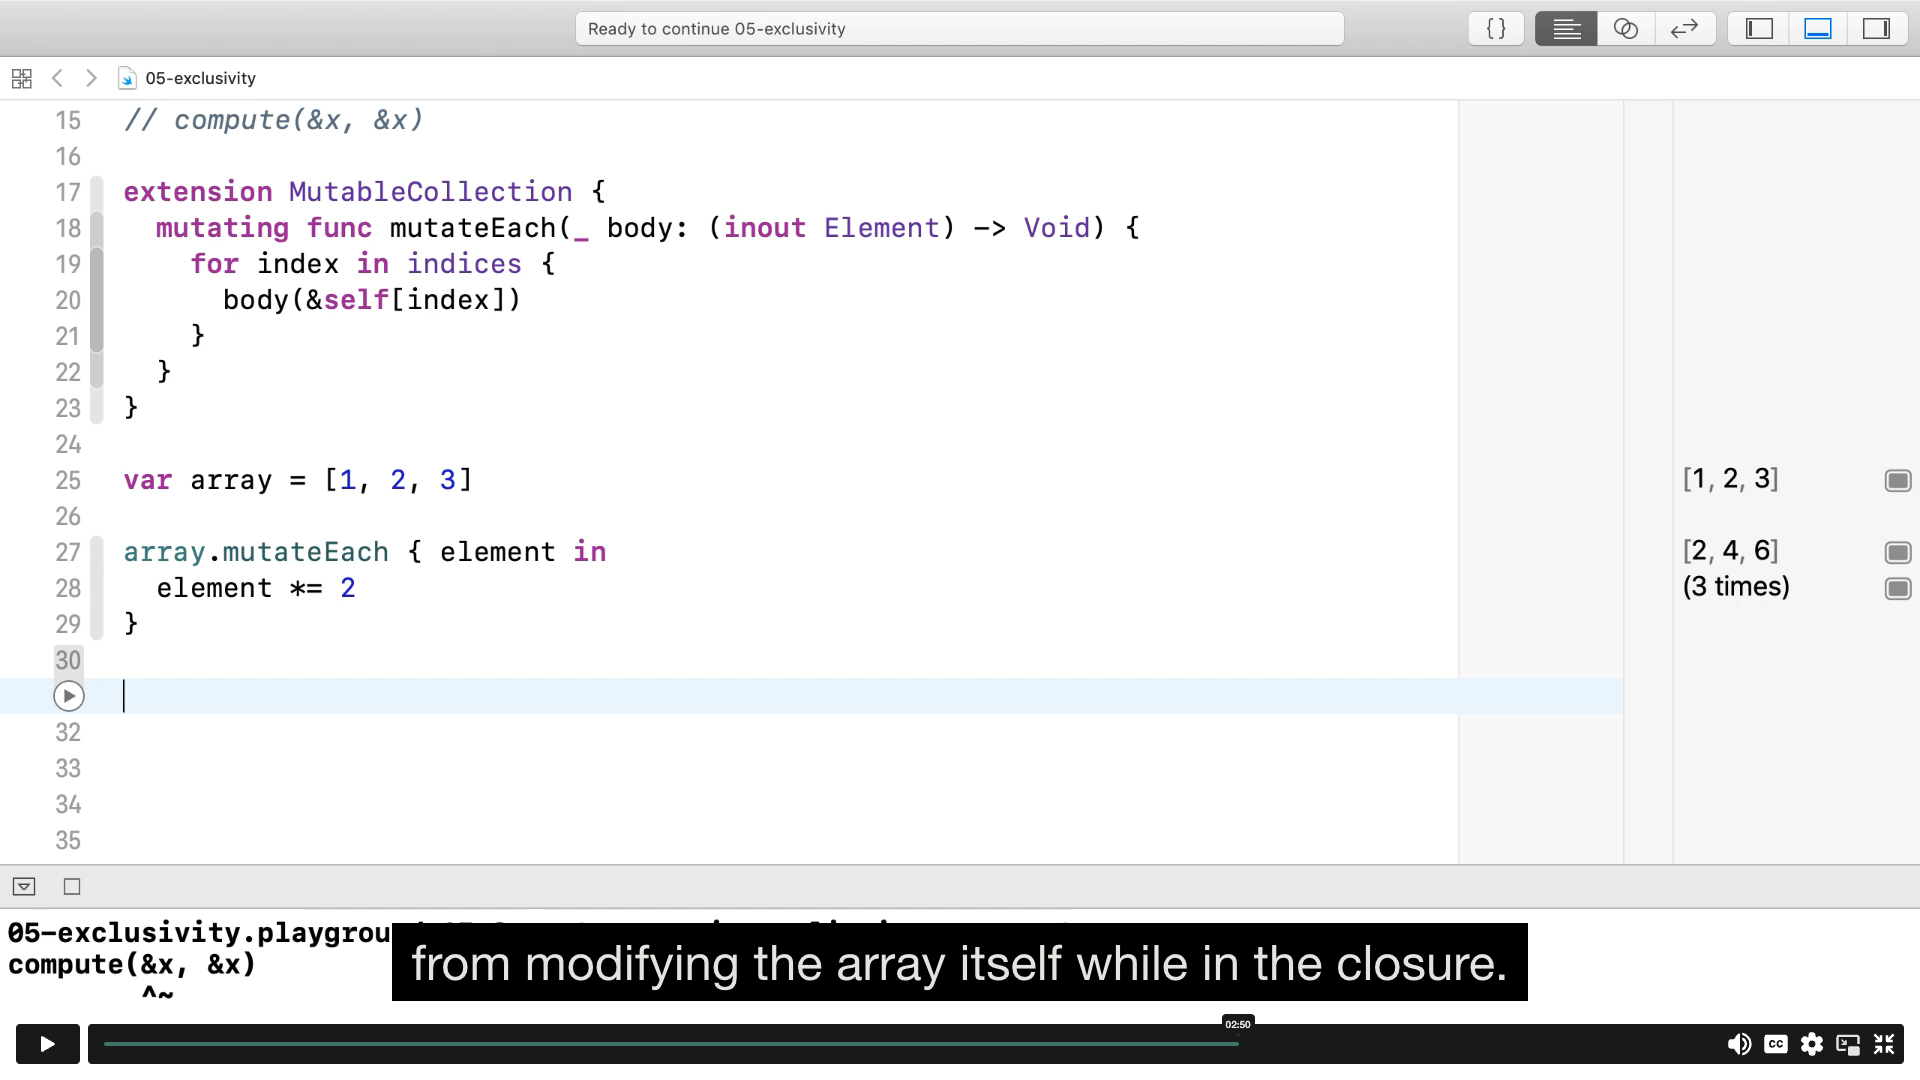 Ready to continue 05-exclusivity
{}
05-exclusivity
15 // compute(&x, &x)
16
17 extension MutableCollection {
18 mutating func mutateEach(_ body: (inout Element) -> Void) {
19 for index in indices {
20 body(&self[index])
21 }
22 }
23 }
24
25 var array = [1, 2, 3] [1, 2, 3]
26
27 array.mutateEach { element in [2, 4, 6]
28 element *= 2 (3 times)
29 }
30
32
33
34
35
05-exclusivity.playgrou
compute(&x, &x)
^~
from modifying the array itself while in the closure.
02:50
CC